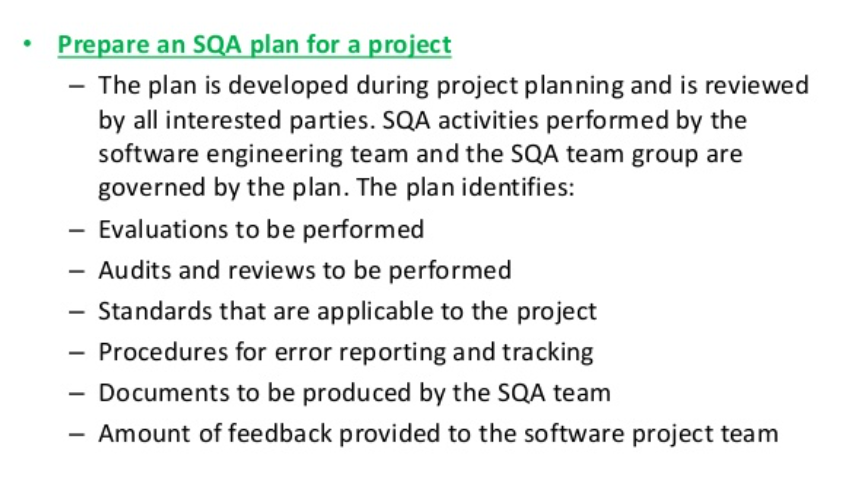 • Prepare an SQA plan for a project
– The plan is developed during project planning and is reviewed
by all interested parties. SQA activities performed by the
software engineering team and the SQA team group are
governed by the plan. The plan identifies:
– Evaluations to be performed
– Audits and reviews to be performed
– Standards that are applicable to the project
– Procedures for error reporting and tracking
– Documents to be produced by the SQA team
– Amount of feedback provided to the software project team